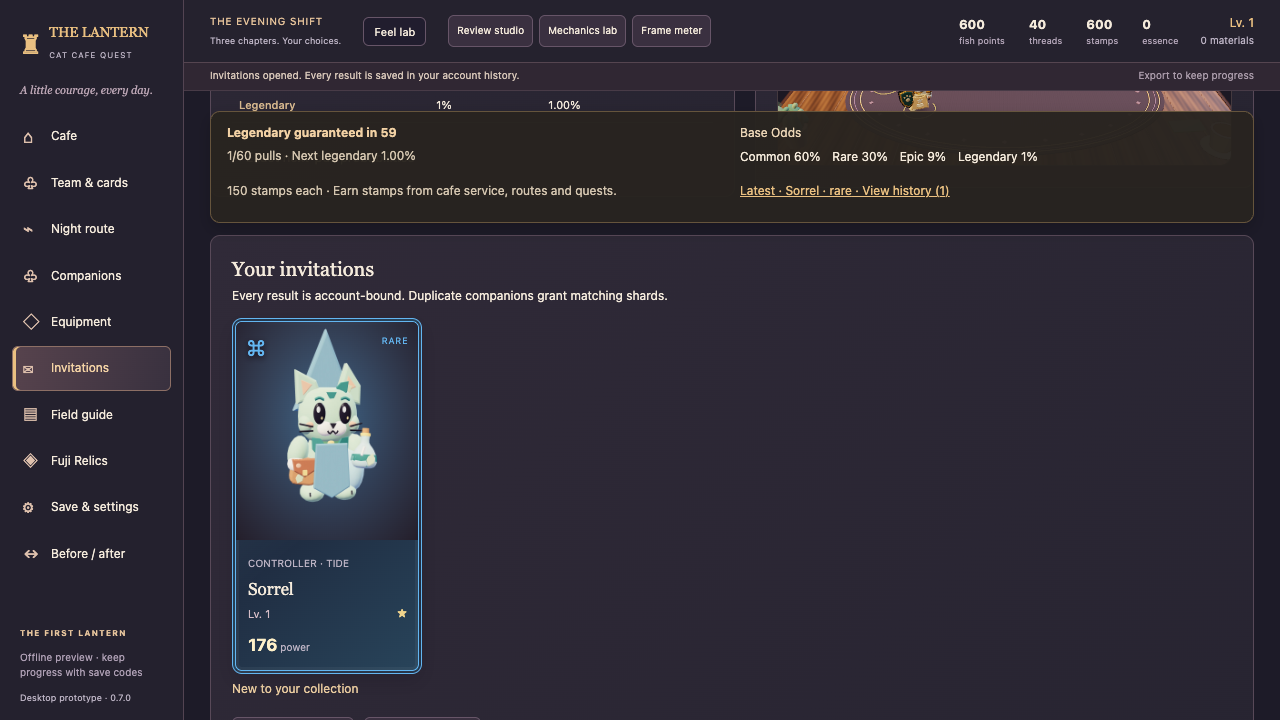 THE LANTERN
CAT CAFE QUEST
A little courage, every day.
Cafe
Team & cards
Night route
Companions
Equipment
Invitations
Field guide
Fuji Relics
Save & settings
Before / after
THE FIRST LANTERN
Offline preview · keep
progress with save codes
Desktop prototype · 0.7.0
THE EVENING SHIFT
Three chapters. Your choices.
Feel lab
Review studio
Mechanics lab
Frame meter
600
fish points
40
threads
600
stamps
0
essence
Lv. 1
0 materials
Invitations opened. Every result is saved in your account history.
Export to keep progress
Legendary 1% 1.00%
Legendary guaranteed in 59
1/60 pulls · Next legendary 1.00%
150 stamps each · Earn stamps from cafe service, routes and quests.
Base Odds
Common 60% Rare 30% Epic 9% Legendary 1%
Latest · Sorrel · rare · View history (1)
Your invitations
Every result is account-bound. Duplicate companions grant matching shards.
RARE
CONTROLLER · TIDE
Sorrel
Lv. 1
176 power
New to your collection